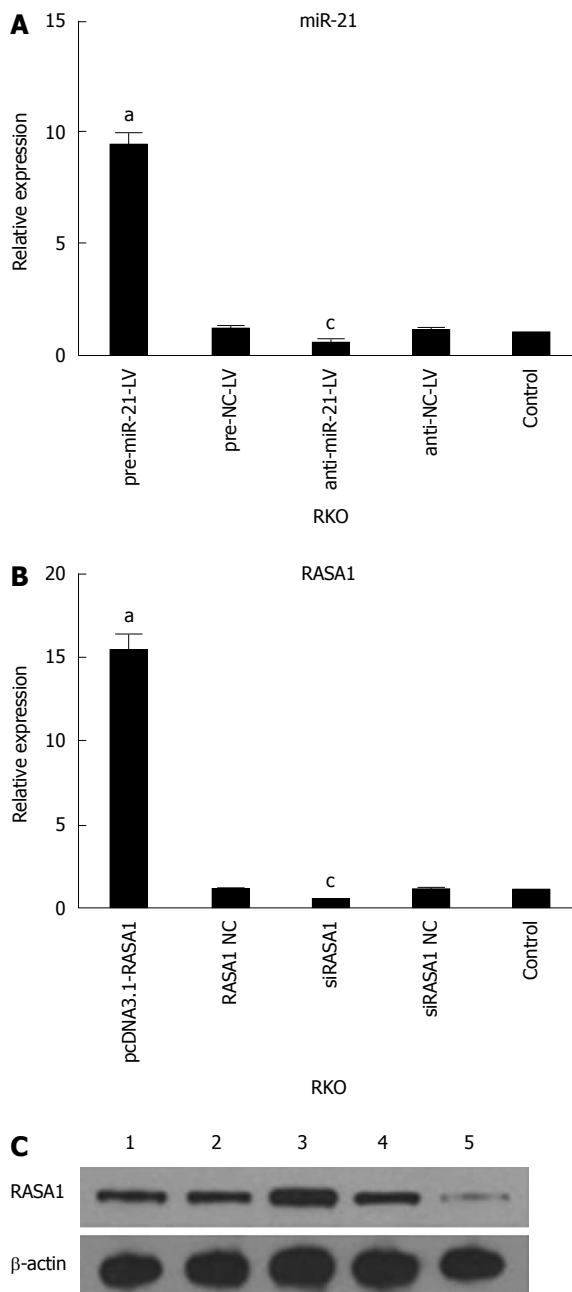 A
miR-21
15
10
5
0
Relative expression
a
c
pre-miR-21-LV
pre-NC-LV
anti-miR-21-LV
anti-NC-LV
Control
RKO
B
RASA1
20
15
10
5
0
Relative expression
a
c
pcDNA3.1-RASA1
RASA1 NC
siRASA1
siRASA1 NC
Control
RKO
C
1 2 3 4 5
RASA1
β-actin